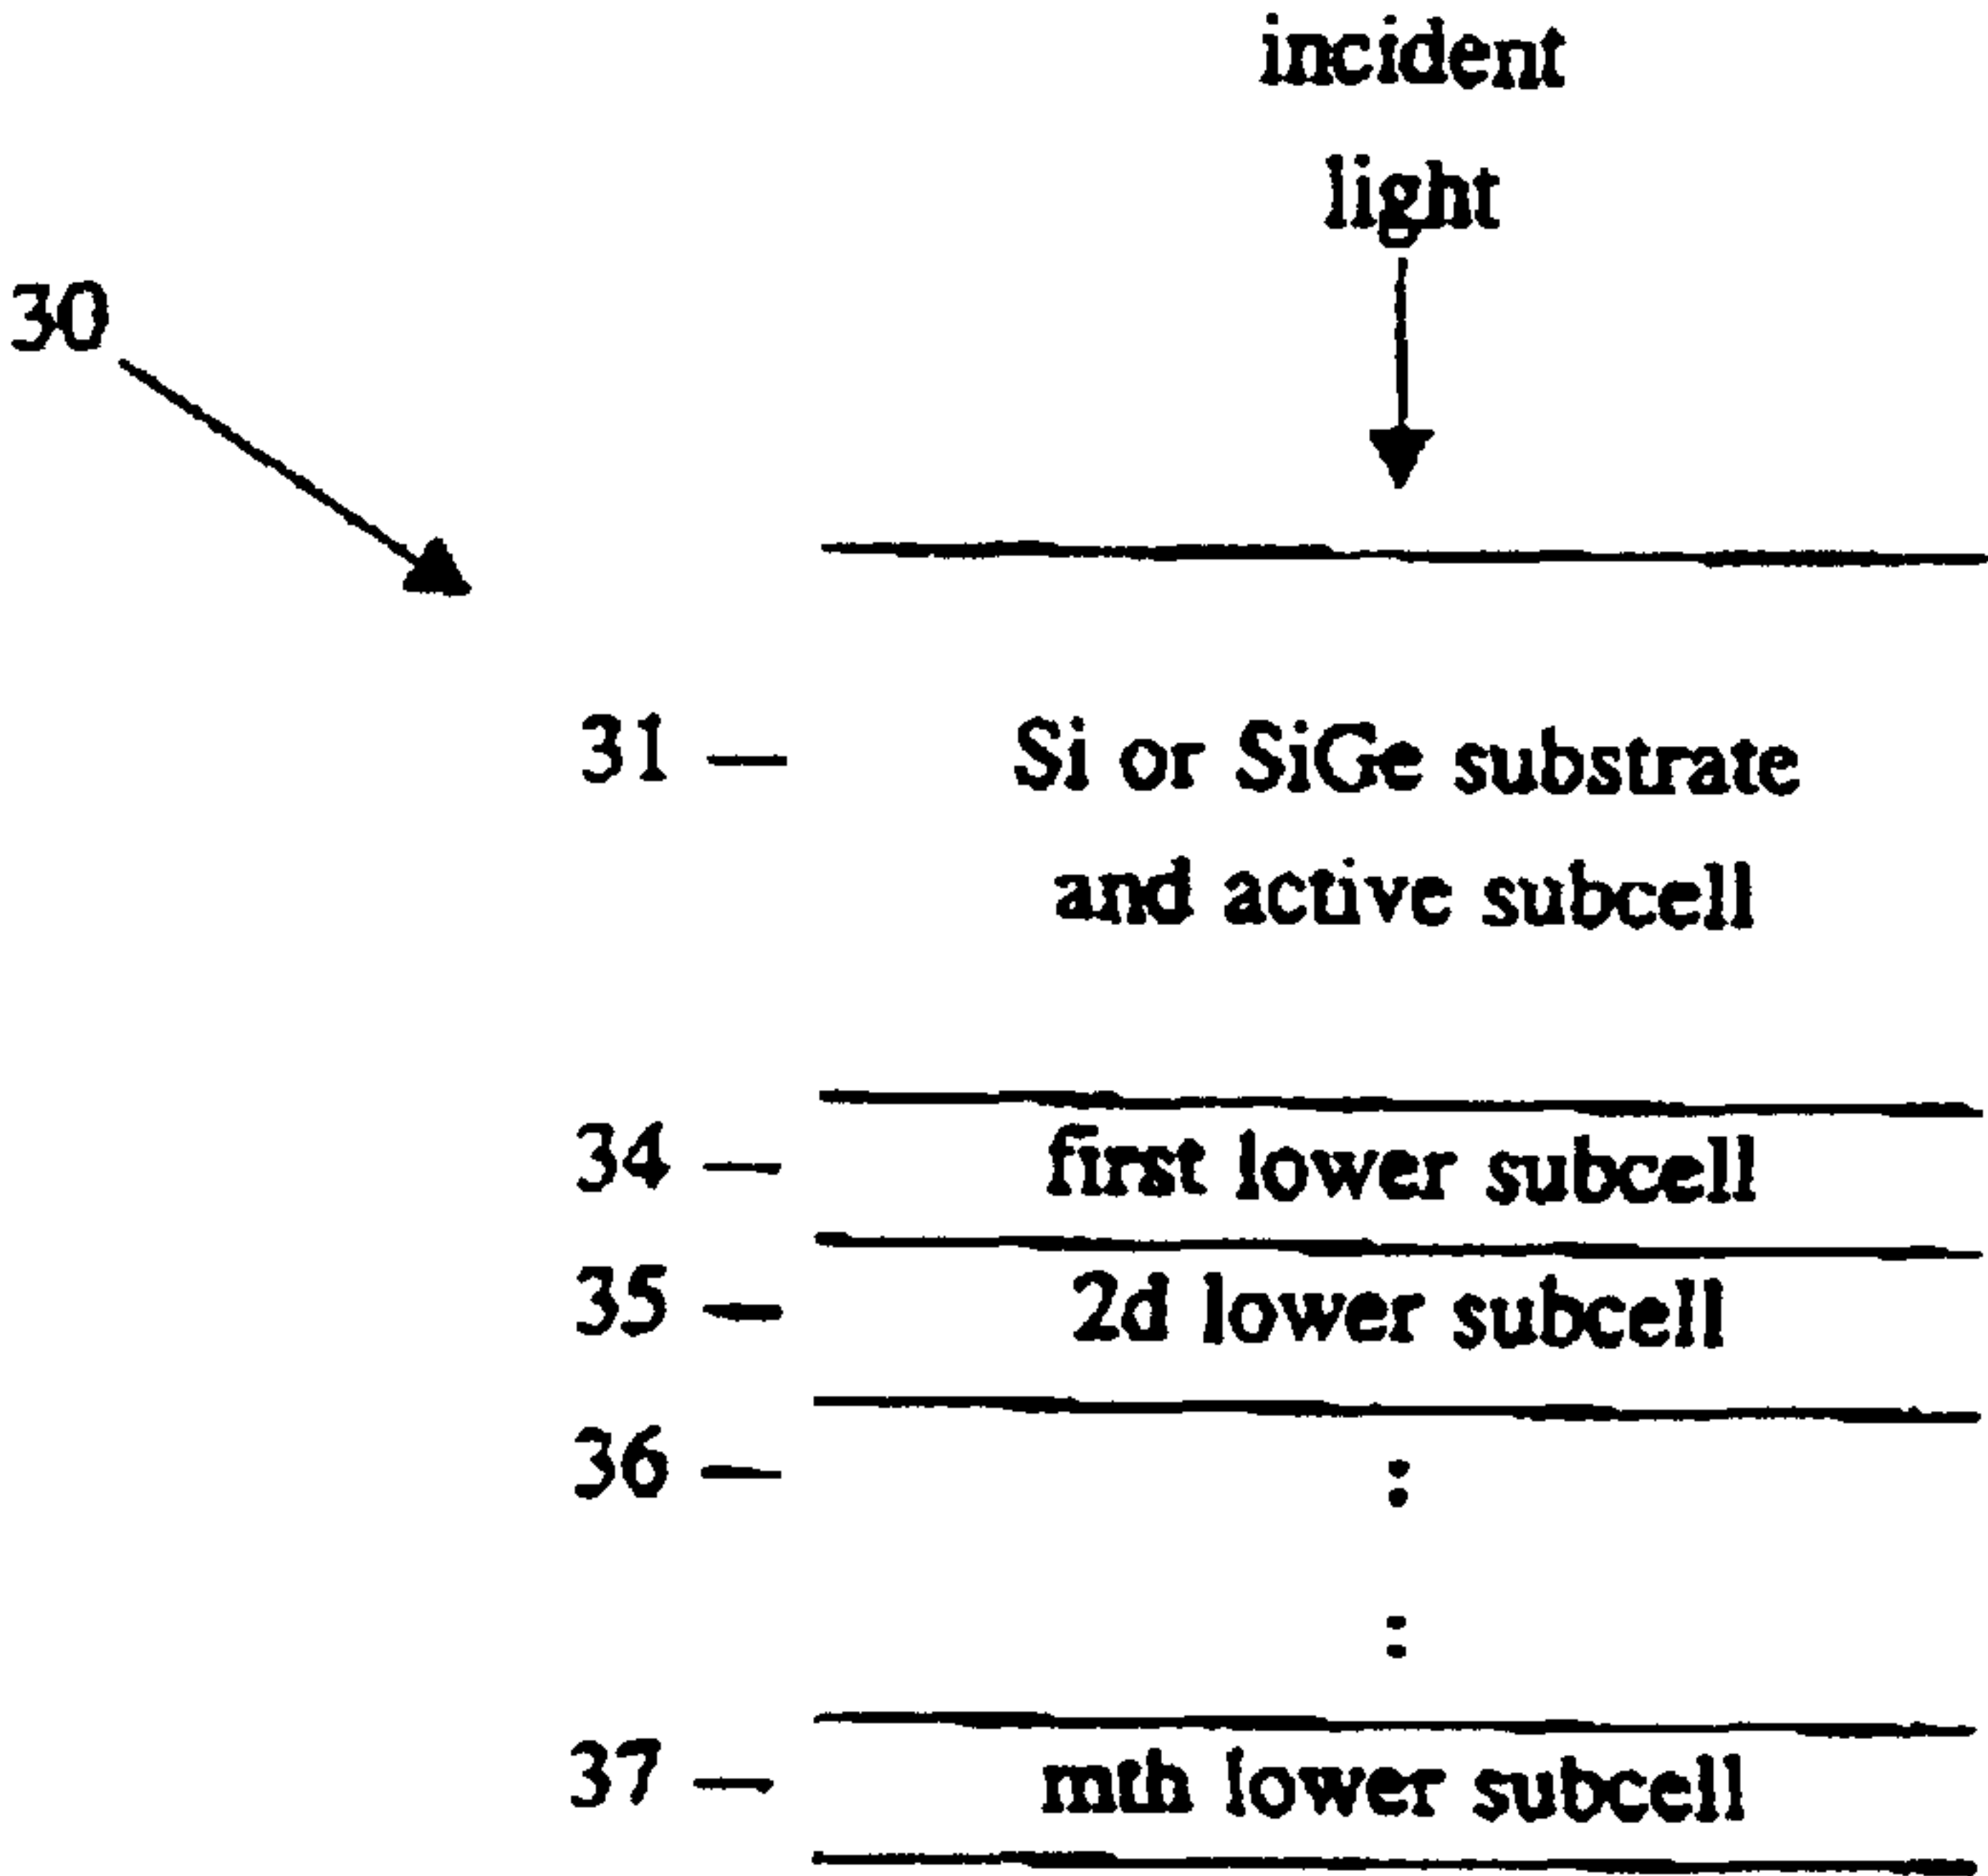 incident
light
30
31 — Si or SiGe substrate
and active subcell
34 — first lower subcell
35 — 2d lower subcell
36 — :
:
37 — mth lower subcell